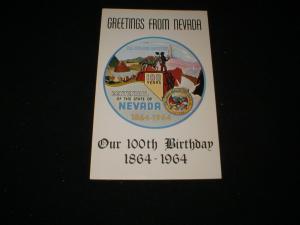 GREETINGS FROM NEVADA
100
YEARS
CENTENNIAL
OF THE STATE OF
NEVADA
1864-1964
Our 100th Birthday
1864-1964